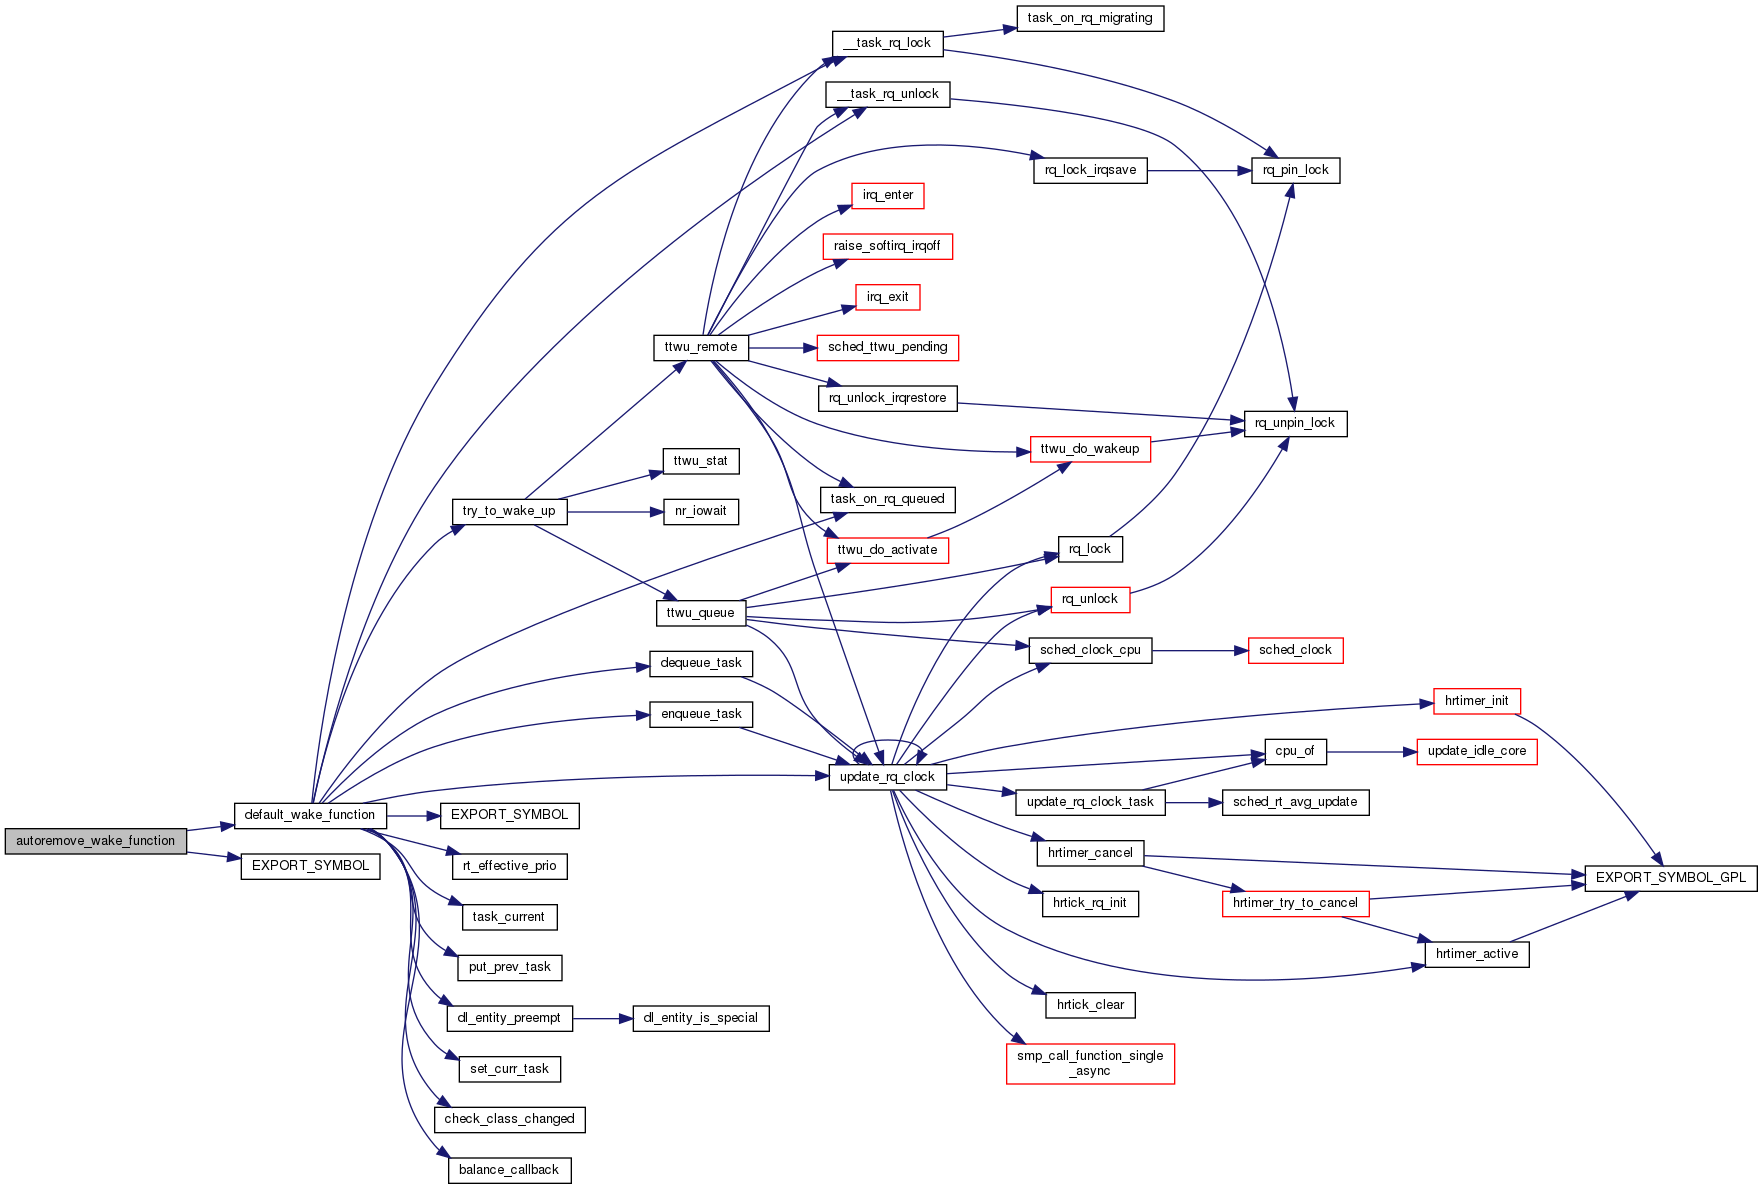 task_on_rq_migrating
__task_rq_lock
__task_rq_unlock
rq_lock_irqsave
rq_pin_lock
irq_enter
raise_softirq_irqoff
irq_exit
ttwu_remote
sched_ttwu_pending
rq_unlock_irqrestore
rq_unpin_lock
ttwu_do_wakeup
ttwu_stat
task_on_rq_queued
try_to_wake_up
nr_iowait
ttwu_do_activate
rq_lock
rq_unlock
ttwu_queue
sched_clock_cpu
sched_clock
dequeue_task
hrtimer_init
enqueue_task
cpu_of
update_idle_core
update_rq_clock
update_rq_clock_task
sched_rt_avg_update
default_wake_function
EXPORT_SYMBOL
autoremove_wake_function
hrtimer_cancel
EXPORT_SYMBOL
rt_effective_prio
EXPORT_SYMBOL_GPL
hrtick_rq_init
hrtimer_try_to_cancel
task_current
hrtimer_active
put_prev_task
hrtick_clear
dl_entity_preempt
dl_entity_is_special
smp_call_function_single
_async
set_curr_task
check_class_changed
balance_callback